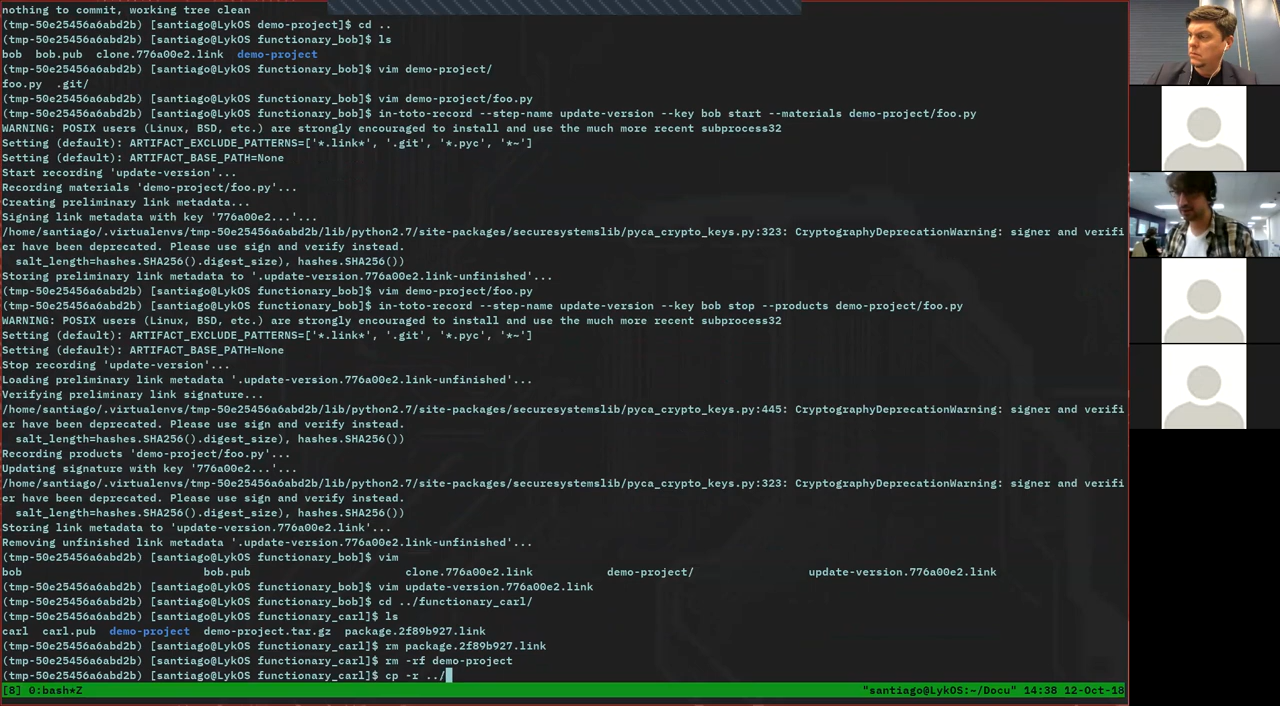 nothing to commit, working tree clean
(tmp-50e25456a6abd2b) [santiago@LykOS demo-project]$ cd ..
(tmp-50e25456a6abd2b) [santiago@LykOS functionary_bob]$ ls
bob  bob.pub  clone.776a00e2.link  demo-project
(tmp-50e25456a6abd2b) [santiago@LykOS functionary_bob]$ vim demo-project/
foo.py  .git/
(tmp-50e25456a6abd2b) [santiago@LykOS functionary_bob]$ vim demo-project/foo.py
(tmp-50e25456a6abd2b) [santiago@LykOS functionary_bob]$ in-toto-record --step-name update-version --key bob start --materials demo-project/foo.py
WARNING: POSIX users (Linux, BSD, etc.) are strongly encouraged to install and use the much more recent subprocess32
Setting (default): ARTIFACT_EXCLUDE_PATTERNS=['*.link*', '.git', '*.pyc', '*~']
Setting (default): ARTIFACT_BASE_PATH=None
Start recording 'update-version'...
Recording materials 'demo-project/foo.py'...
Creating preliminary link metadata...
Signing link metadata with key '776a00e2...'...
/home/santiago/.virtualenvs/tmp-50e25456a6abd2b/lib/python2.7/site-packages/securesystemslib/pyca_crypto_keys.py:323: CryptographyDeprecationWarning: signer and verifi
er have been deprecated. Please use sign and verify instead.
  salt_length=hashes.SHA256().digest_size), hashes.SHA256())
Storing preliminary link metadata to '.update-version.776a00e2.link-unfinished'...
(tmp-50e25456a6abd2b) [santiago@LykOS functionary_bob]$ vim demo-project/foo.py
(tmp-50e25456a6abd2b) [santiago@LykOS functionary_bob]$ in-toto-record --step-name update-version --key bob stop --products demo-project/foo.py
WARNING: POSIX users (Linux, BSD, etc.) are strongly encouraged to install and use the much more recent subprocess32
Setting (default): ARTIFACT_EXCLUDE_PATTERNS=['*.link*', '.git', '*.pyc', '*~']
Setting (default): ARTIFACT_BASE_PATH=None
Stop recording 'update-version'...
Loading preliminary link metadata '.update-version.776a00e2.link-unfinished'...
Verifying preliminary link signature...
/home/santiago/.virtualenvs/tmp-50e25456a6abd2b/lib/python2.7/site-packages/securesystemslib/pyca_crypto_keys.py:445: CryptographyDeprecationWarning: signer and verifi
er have been deprecated. Please use sign and verify instead.
  salt_length=hashes.SHA256().digest_size), hashes.SHA256())
Recording products 'demo-project/foo.py'...
Updating signature with key '776a00e2...'...
/home/santiago/.virtualenvs/tmp-50e25456a6abd2b/lib/python2.7/site-packages/securesystemslib/pyca_crypto_keys.py:323: CryptographyDeprecationWarning: signer and verifi
er have been deprecated. Please use sign and verify instead.
  salt_length=hashes.SHA256().digest_size), hashes.SHA256())
Storing link metadata to 'update-version.776a00e2.link'...
Removing unfinished link metadata '.update-version.776a00e2.link-unfinished'...
(tmp-50e25456a6abd2b) [santiago@LykOS functionary_bob]$ vim
bob  bob.pub  clone.776a00e2.link  demo-project/  update-version.776a00e2.link
(tmp-50e25456a6abd2b) [santiago@LykOS functionary_bob]$ vim update-version.776a00e2.link
(tmp-50e25456a6abd2b) [santiago@LykOS functionary_bob]$ cd ../functionary_carl/
(tmp-50e25456a6abd2b) [santiago@LykOS functionary_carl]$ ls
carl  carl.pub  demo-project  demo-project.tar.gz  package.2f89b927.link
(tmp-50e25456a6abd2b) [santiago@LykOS functionary_carl]$ rm package.2f89b927.link
(tmp-50e25456a6abd2b) [santiago@LykOS functionary_carl]$ rm -rf demo-project
(tmp-50e25456a6abd2b) [santiago@LykOS functionary_carl]$ cp -r ../
[8] 0:bash*Z  "santiago@LykOS:~/Docu" 14:38 12-Oct-18